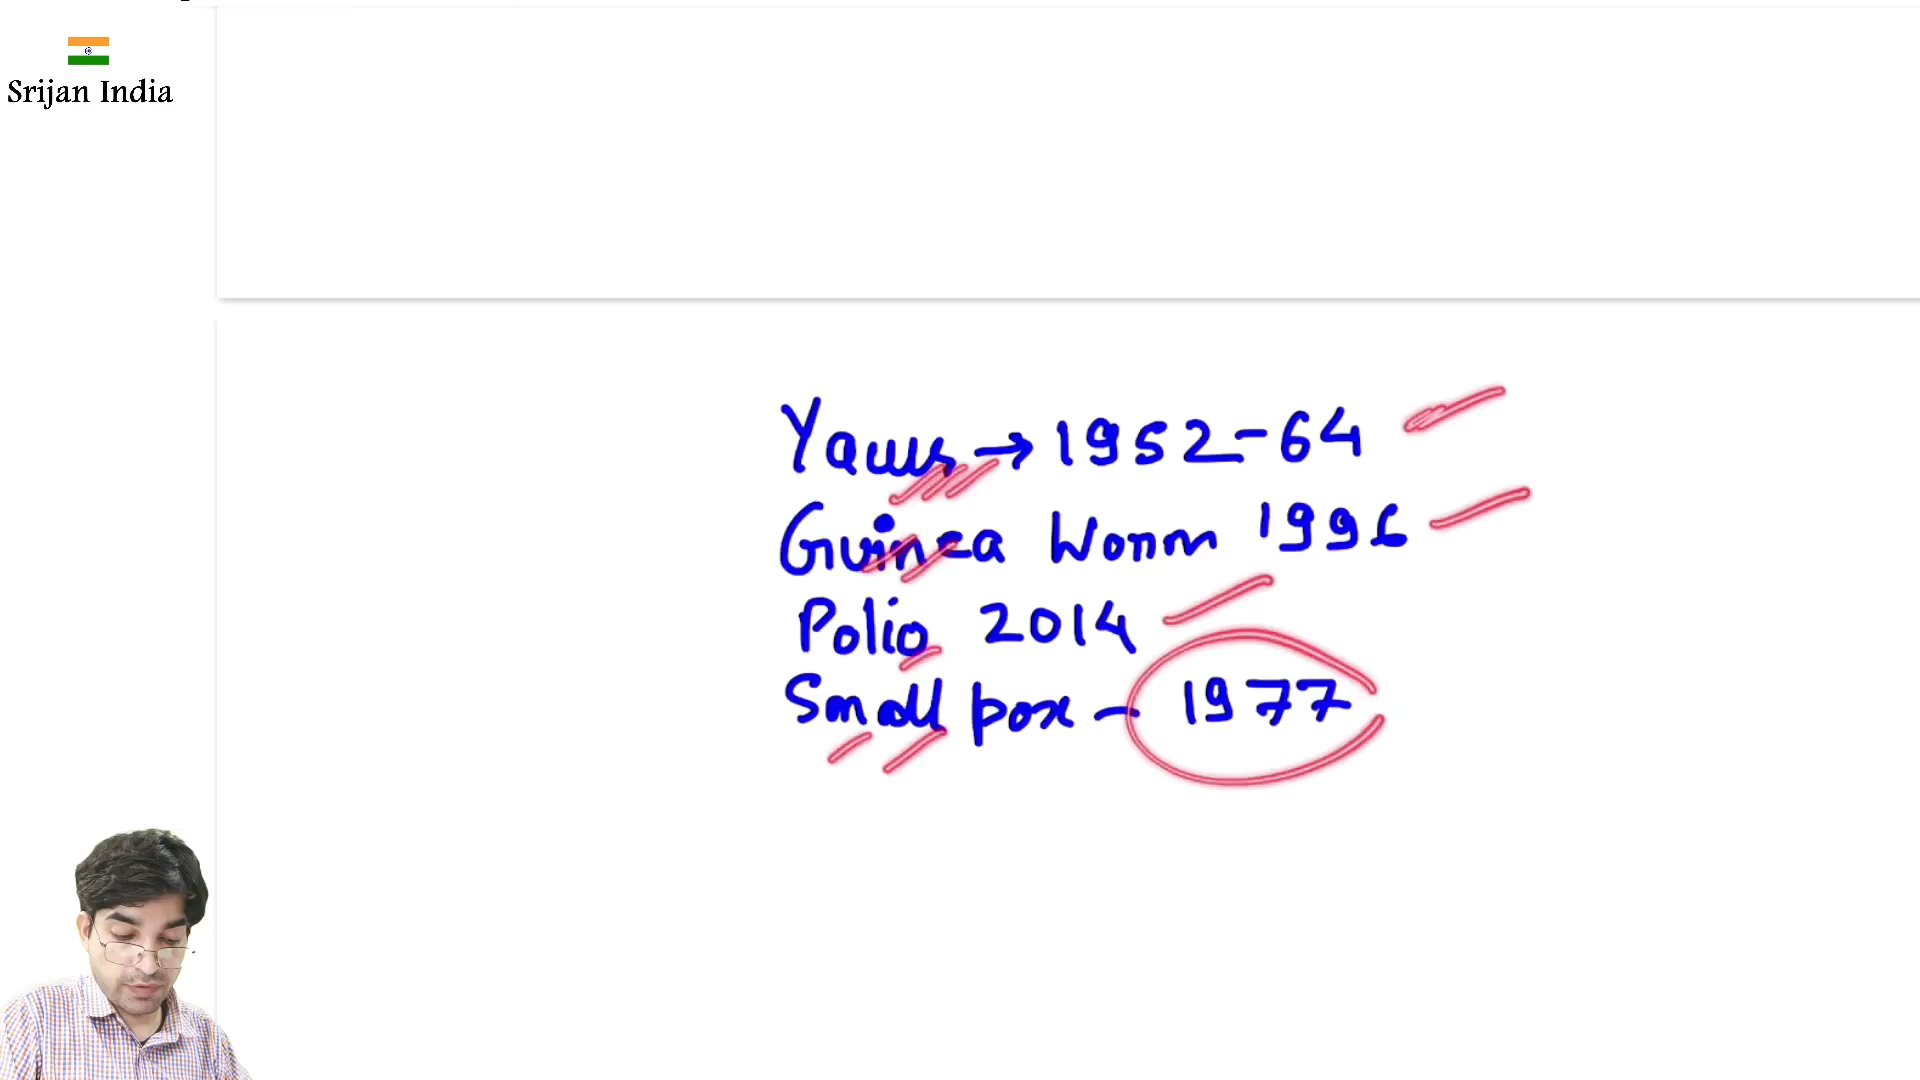 Srijan India
Yaws → 1952-64
Guinea Worm 1996
Polio 2014
Small pox - 1977